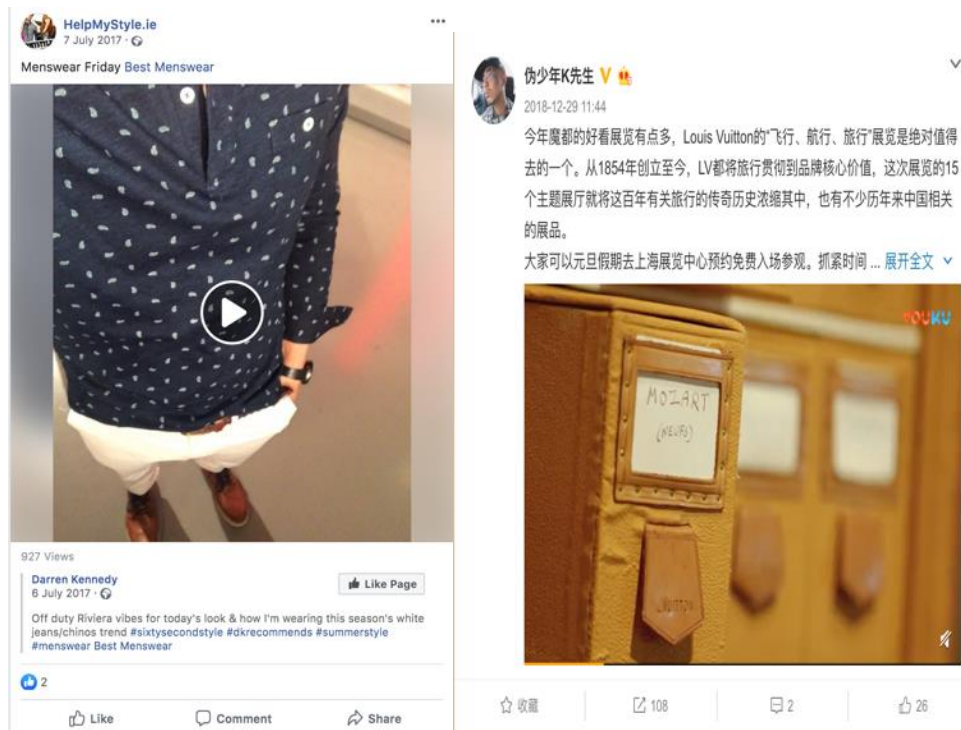 HelpMyStyle.ie
7 July 2017 ·
Menswear Friday Best Menswear
927 Views
Darren Kennedy
6 July 2017 ·
Like Page
Off duty Riviera vibes for today's look & how I'm wearing this season's white
jeans/chinos trend #sixtysecondstyle #dkrecommends #summerstyle
#menswear Best Menswear
2
Like
Comment
Share
伪少年K先生
2018-12-29 11:44
今年魔都的好看展览有点多，Louis Vuitton的“飞行、航行、旅行”展览是绝对值得
去的一个。从1854年创立至今，LV都将旅行贯彻到品牌核心价值，这次展览的15
个主题展厅就将这百年有关旅行的传奇历史浓缩其中，也有不少历年来中国相关
的展品。
大家可以元旦假期去上海展览中心预约免费入场参观。抓紧时间 ... 展开全文
YOUKU
MOZART
(NEUFS)
VUITTON
收藏
108
2
26